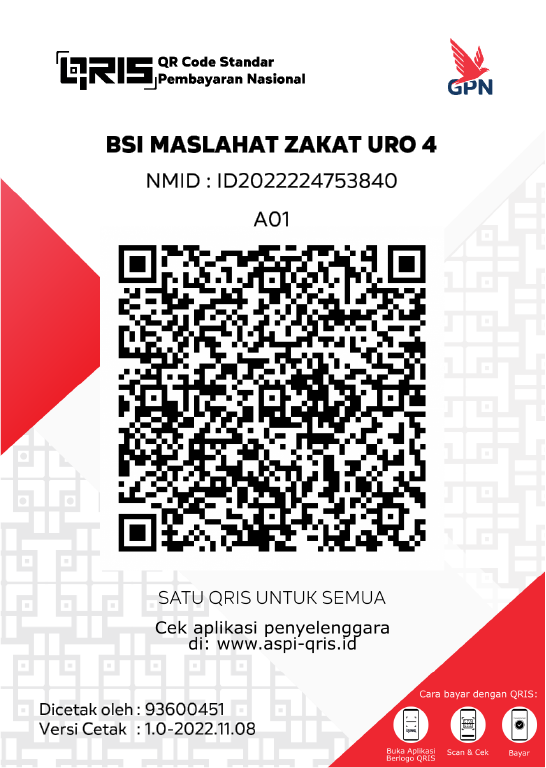 QRIS QR Code Standar
Pembayaran Nasional
GPN
BSI MASLAHAT ZAKAT URO 4
NMID : ID2022224753840
A01
SATU QRIS UNTUK SEMUA
Cek aplikasi penyelenggara
di: www.aspi-qris.id
Dicetak oleh : 93600451
Versi Cetak : 1.0-2022.11.08
Cara bayar dengan QRIS:
Buka Aplikasi
Berlogo QRIS
Scan & Cek
Bayar